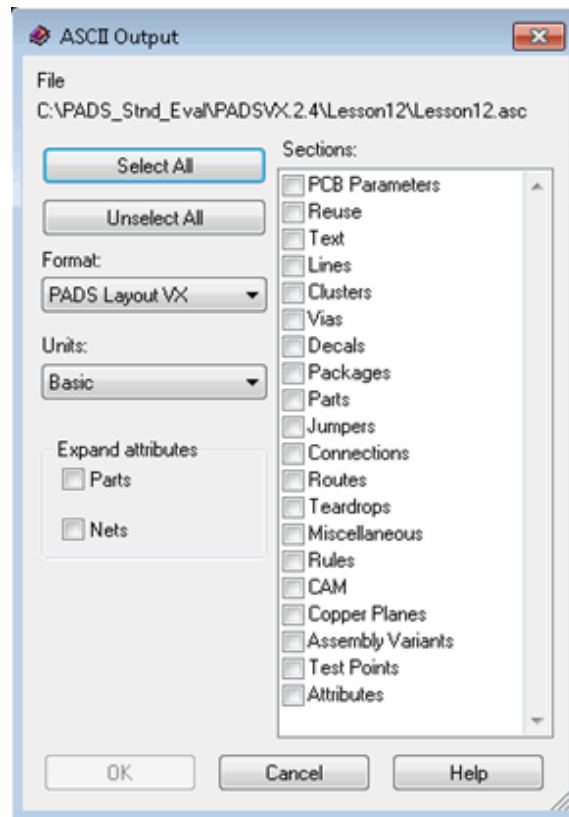 ASCII Output
File
C:\PADS_Stnd_Eval\PADSVX.2.4\Lesson12\Lesson12.asc
Select All
Unselect All
Format:
PADS Layout VX
Units:
Basic
Expand attributes
Parts
Nets
Sections:
PCB Parameters
Reuse
Text
Lines
Clusters
Vias
Decals
Packages
Parts
Jumpers
Connections
Routes
Teardrops
Miscellaneous
Rules
CAM
Copper Planes
Assembly Variants
Test Points
Attributes
OK
Cancel
Help